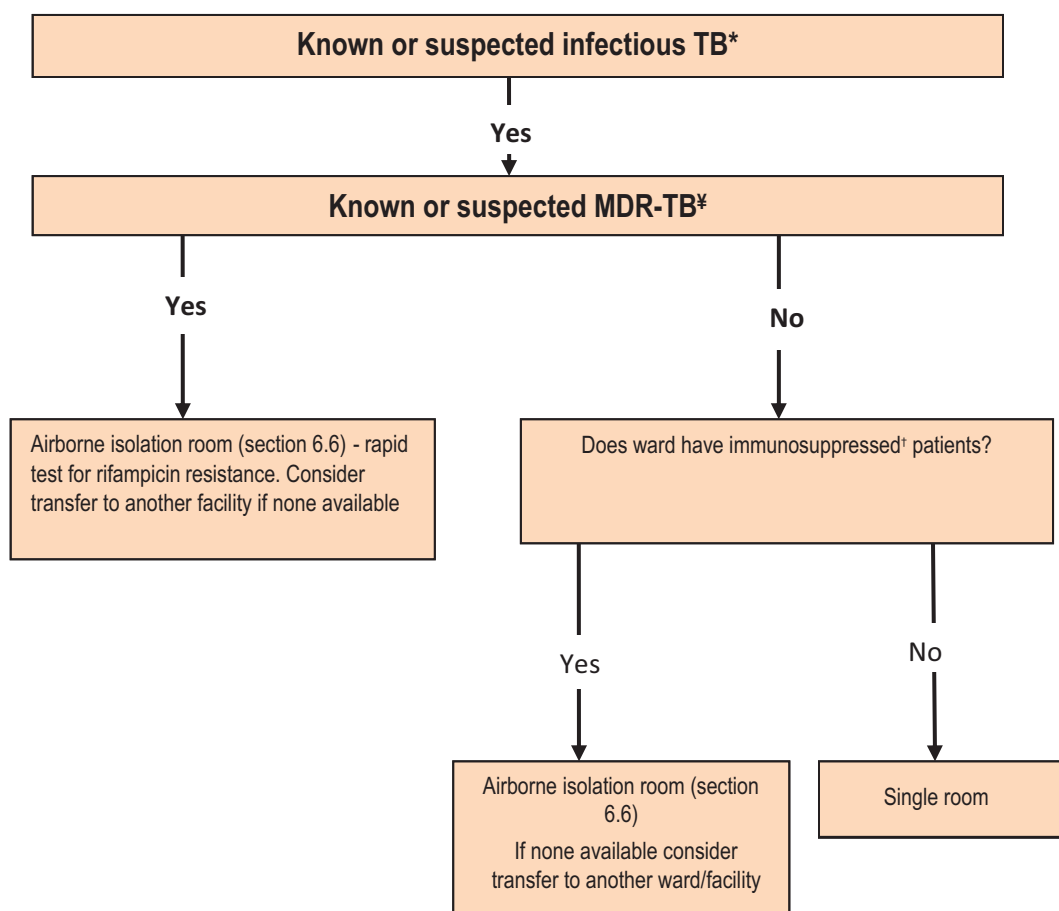 Known or suspected infectious TB*
Yes
Known or suspected MDR-TB¥
Yes
No
Airborne isolation room (section 6.6) - rapid
test for rifampicin resistance. Consider
transfer to another facility if none available
Does ward have immunosuppressed† patients?
Yes
No
Airborne isolation room (section
6.6)
If none available consider
transfer to another ward/facility
Single room